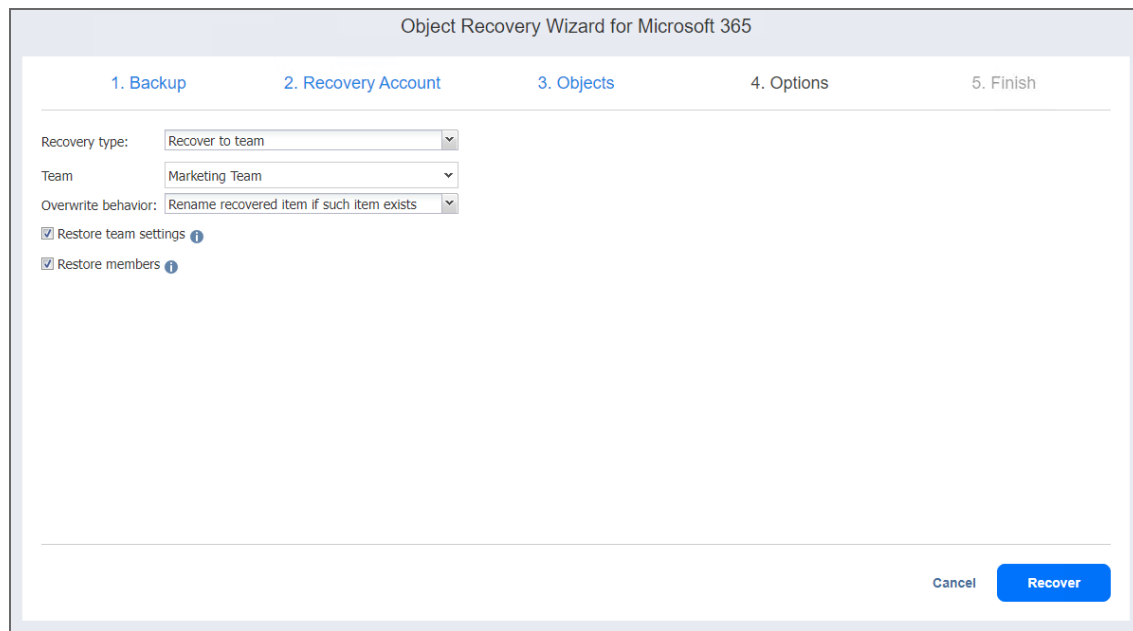 Object Recovery Wizard for Microsoft 365
1. Backup 2. Recovery Account 3. Objects 4. Options 5. Finish
Recovery type: Recover to team
Team Marketing Team
Overwrite behavior: Rename recovered item if such item exists
Restore team settings
Restore members
Cancel Recover